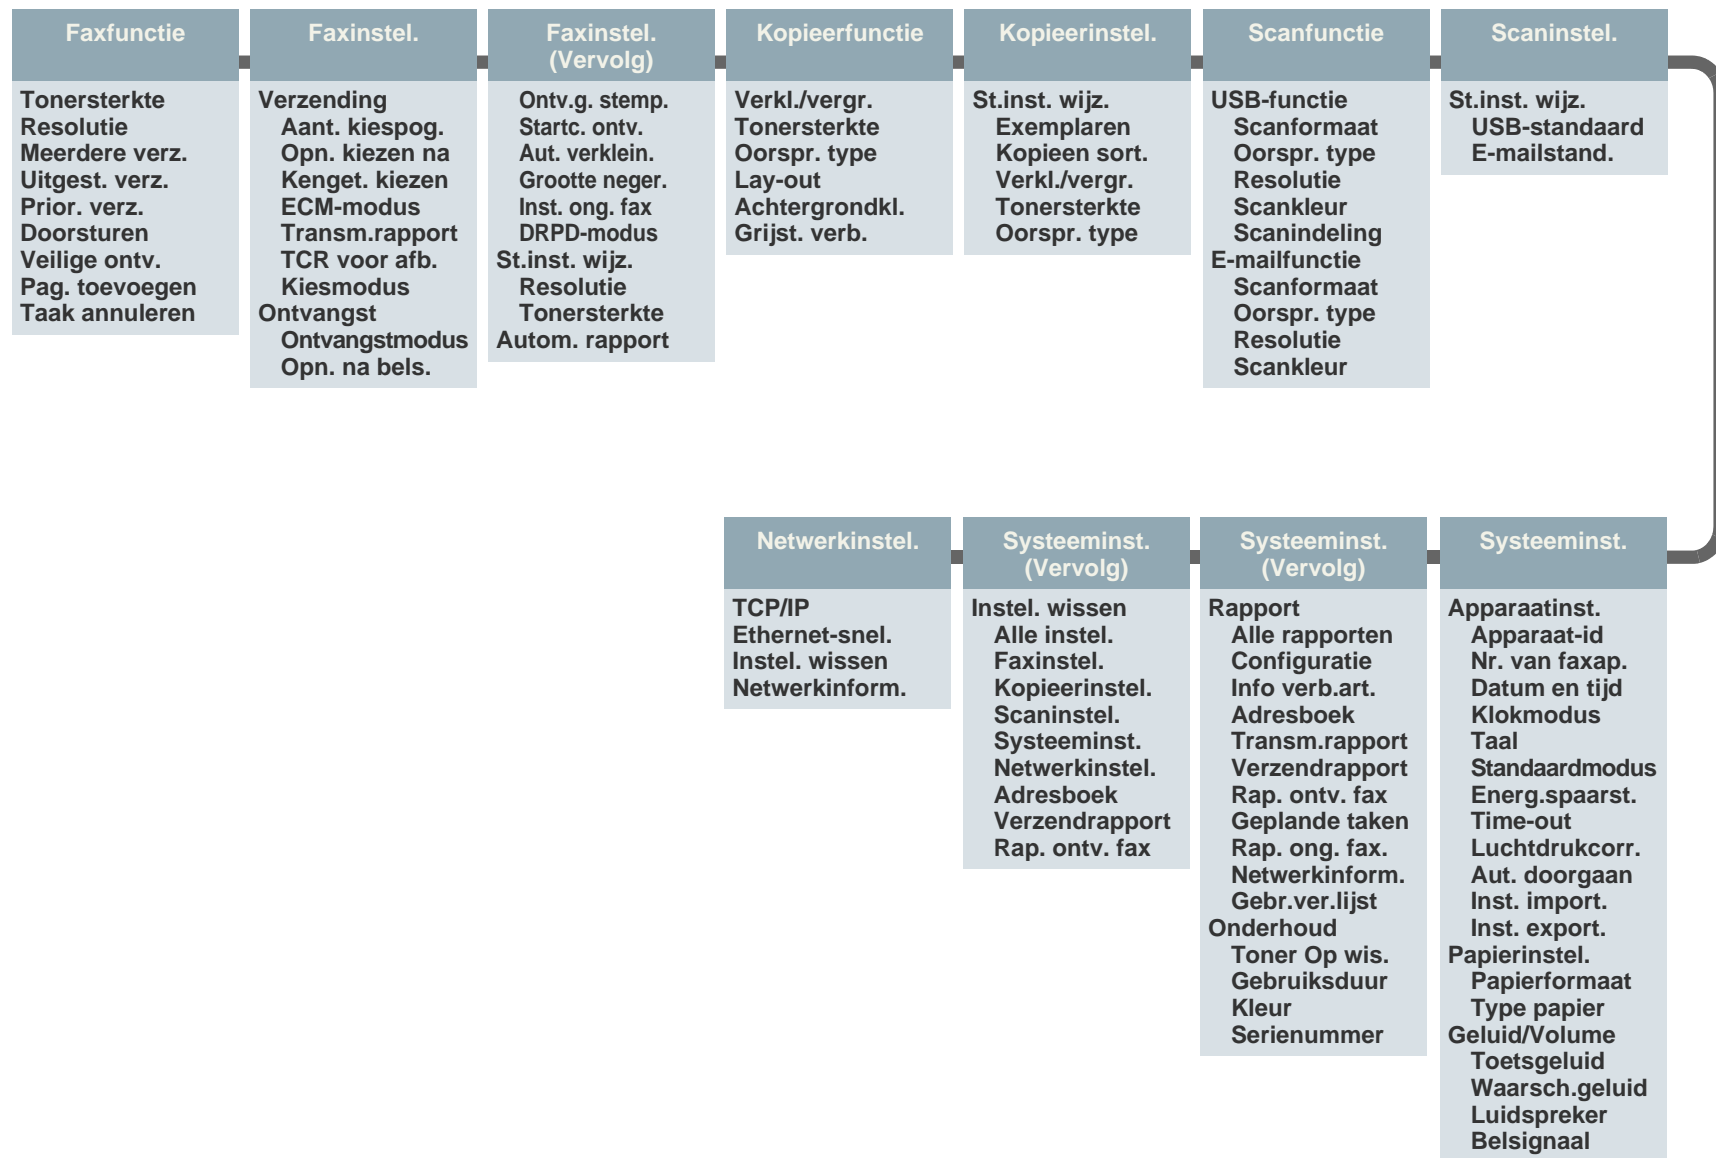 Faxfunctie
Tonersterkte
Resolutie
Meerdere verz.
Uitgest. verz.
Prior. verz.
Doorsturen
Veilige ontv.
Pag. toevoegen
Taak annuleren
Faxinstel.
Verzending
Aant. kiespog.
Opn. kiezen na
Kenget. kiezen
ECM-modus
Transm.rapport
TCR voor afb.
Kiesmodus
Ontvangst
Ontvangstmodus
Opn. na bels.
Faxinstel.
(Vervolg)
Ontv.g. stemp.
Startc. ontv.
Aut. verklein.
Grootte neger.
Inst. ong. fax
DRPD-modus
St.inst. wijz.
Resolutie
Tonersterkte
Autom. rapport
Kopieerfunctie
Verkl./vergr.
Tonersterkte
Oorspr. type
Lay-out
Achtergrondkl.
Grijst. verb.
Kopieerinstel.
St.inst. wijz.
Exemplaren
Kopieen sort.
Verkl./vergr.
Tonersterkte
Oorspr. type
Scanfunctie
USB-functie
Scanformaat
Oorspr. type
Resolutie
Scankleur
Scanindeling
E-mailfunctie
Scanformaat
Oorspr. type
Resolutie
Scankleur
Scaninstel.
St.inst. wijz.
USB-standaard
E-mailstand.
Netwerkinstel.
TCP/IP
Ethernet-snel.
Instel. wissen
Netwerkinform.
Systeeminst.
(Vervolg)
Instel. wissen
Alle instel.
Faxinstel.
Kopieerinstel.
Scaninstel.
Systeeminst.
Netwerkinstel.
Adresboek
Verzendrapport
Rap. ontv. fax
Systeeminst.
(Vervolg)
Rapport
Alle rapporten
Configuratie
Info verb.art.
Adresboek
Transm.rapport
Verzendrapport
Rap. ontv. fax
Geplande taken
Rap. ong. fax.
Netwerkinform.
Gebr.ver.lijst
Onderhoud
Toner Op wis.
Gebruiksduur
Kleur
Serienummer
Systeeminst.
Apparaatinst.
Apparaat-id
Nr. van faxap.
Datum en tijd
Klokmodus
Taal
Standaardmodus
Energ.spaarst.
Time-out
Luchtdrukcorr.
Aut. doorgaan
Inst. import.
Inst. export.
Papierinstel.
Papierformaat
Type papier
Geluid/Volume
Toetsgeluid
Waarsch.geluid
Luidspreker
Belsignaal